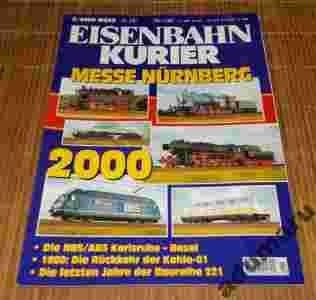 EISENBAHN
KURIER
MESSE NÜRNBERG
2000
• Die NBS/ABS Karlsruhe - Basel
• 1800: Die Rückkehr der Kohle-01
• Die letzten Jahre der Baureihe 221